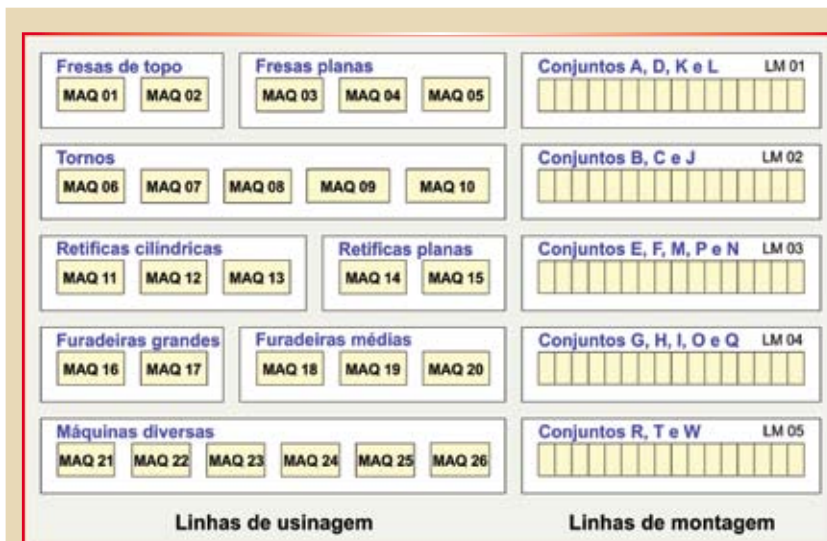 Fresas de topo
MAQ 01 MAQ 02
Fresas planas
MAQ 03 MAQ 04 MAQ 05
Conjuntos A, D, K e L LM 01
Tornos
MAQ 06 MAQ 07 MAQ 08 MAQ 09 MAQ 10
Conjuntos B, C e J LM 02
Retificas cilíndricas
MAQ 11 MAQ 12 MAQ 13
Retificas planas
MAQ 14 MAQ 15
Conjuntos E, F, M, P e N LM 03
Furadeiras grandes
MAQ 16 MAQ 17
Furadeiras médias
MAQ 18 MAQ 19 MAQ 20
Conjuntos G, H, I, O e Q LM 04
Máquinas diversas
MAQ 21 MAQ 22 MAQ 23 MAQ 24 MAQ 25 MAQ 26
Conjuntos R, T e W LM 05
Linhas de usinagem
Linhas de montagem